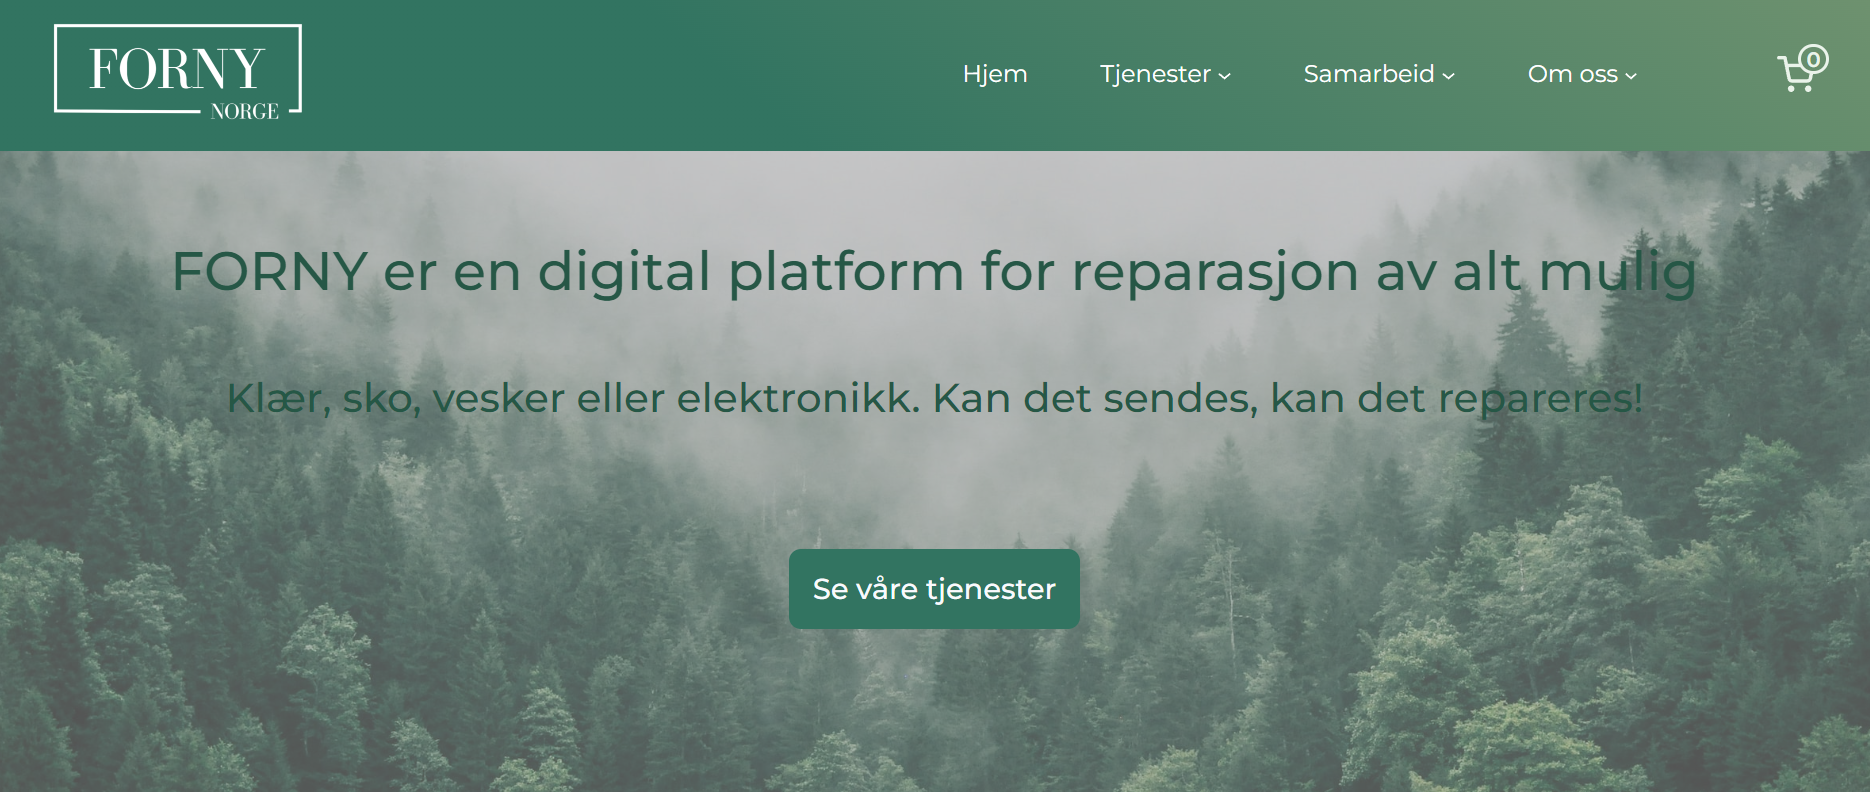 FORNY
NORGE
Hjem Tjenester Samarbeid Om oss 0
FORNY er en digital platform for reparasjon av alt mulig
Klær, sko, vesker eller elektronikk. Kan det sendes, kan det repareres!
Se våre tjenester